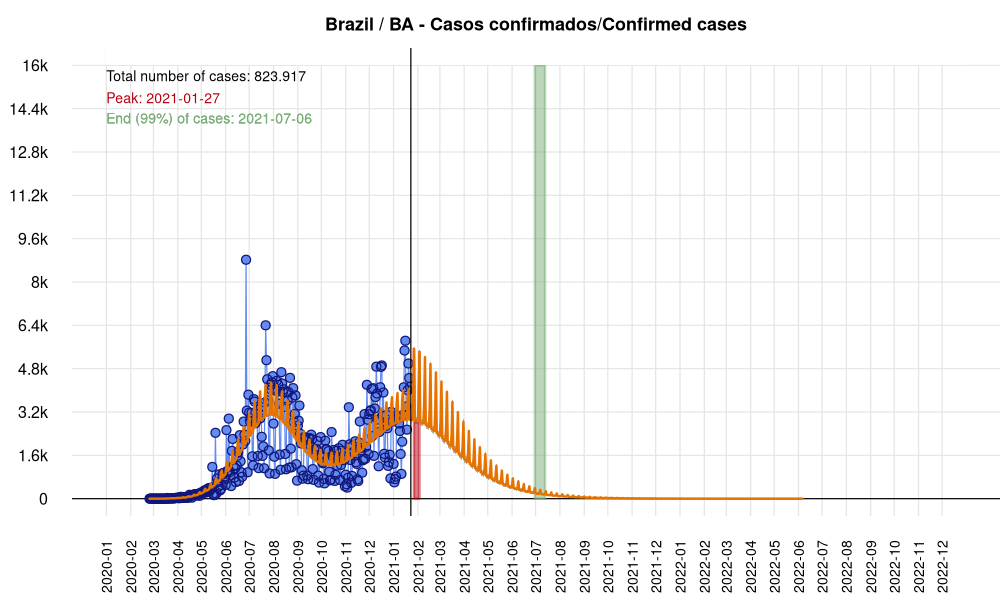 Brazil / BA - Casos confirmados/Confirmed cases
16k
Total number of cases: 823.917
Peak: 2021-01-27
14.4k
End (99%) of cases: 2021-07-06
12.8k
11.2k
9.6k
8k
6.4k
4.8k
3.2k
1.6k
0
2020-01
2020-02
2020-03
2020-04
2020-05
2020-06
2020-07
2020-08
2020-09
2020-10
2020-11
2020-12
2021-01
2021-02
2021-03
2021-04
2021-05
2021-06
2021-07
2021-08
2021-09
2021-10
2021-11
2021-12
2022-01
2022-02
2022-03
2022-04
2022-05
2022-06
2022-07
2022-08
2022-09
2022-10
2022-11
2022-12